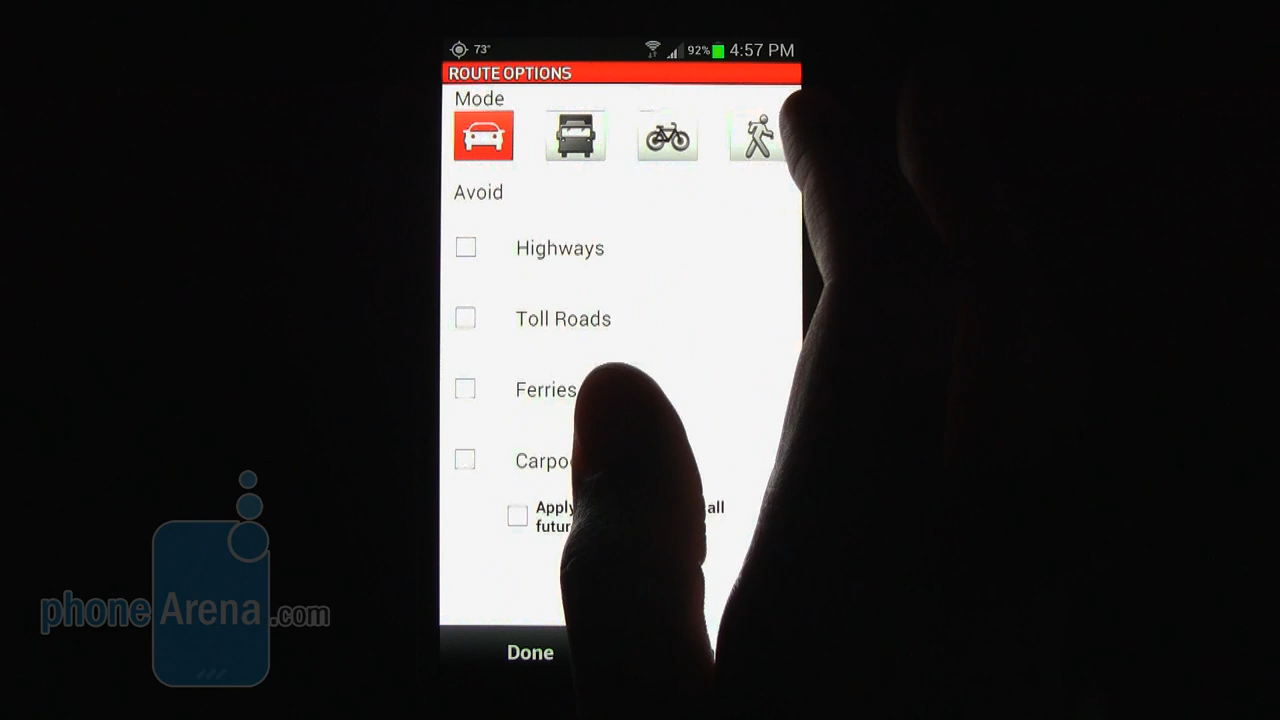 73° 92% 4:57 PM
ROUTE OPTIONS
Mode
Avoid
Highways
Toll Roads
Ferries
Apply all
Done
phoneArena.com